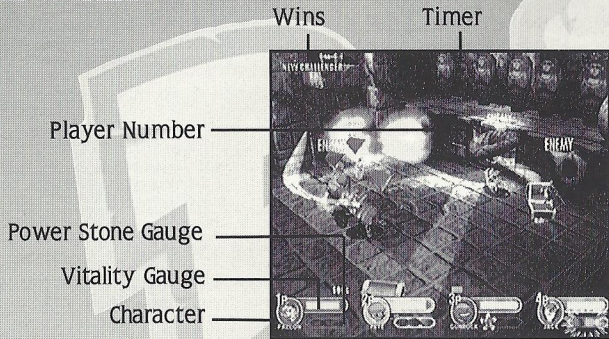 Wins
Timer
NEW CHALLENGER
Player Number
ENEMY
Power Stone Gauge
Vitality Gauge
Character
1P
2P
3P
4P
FALCON
PETE
GUNROCK
JACK